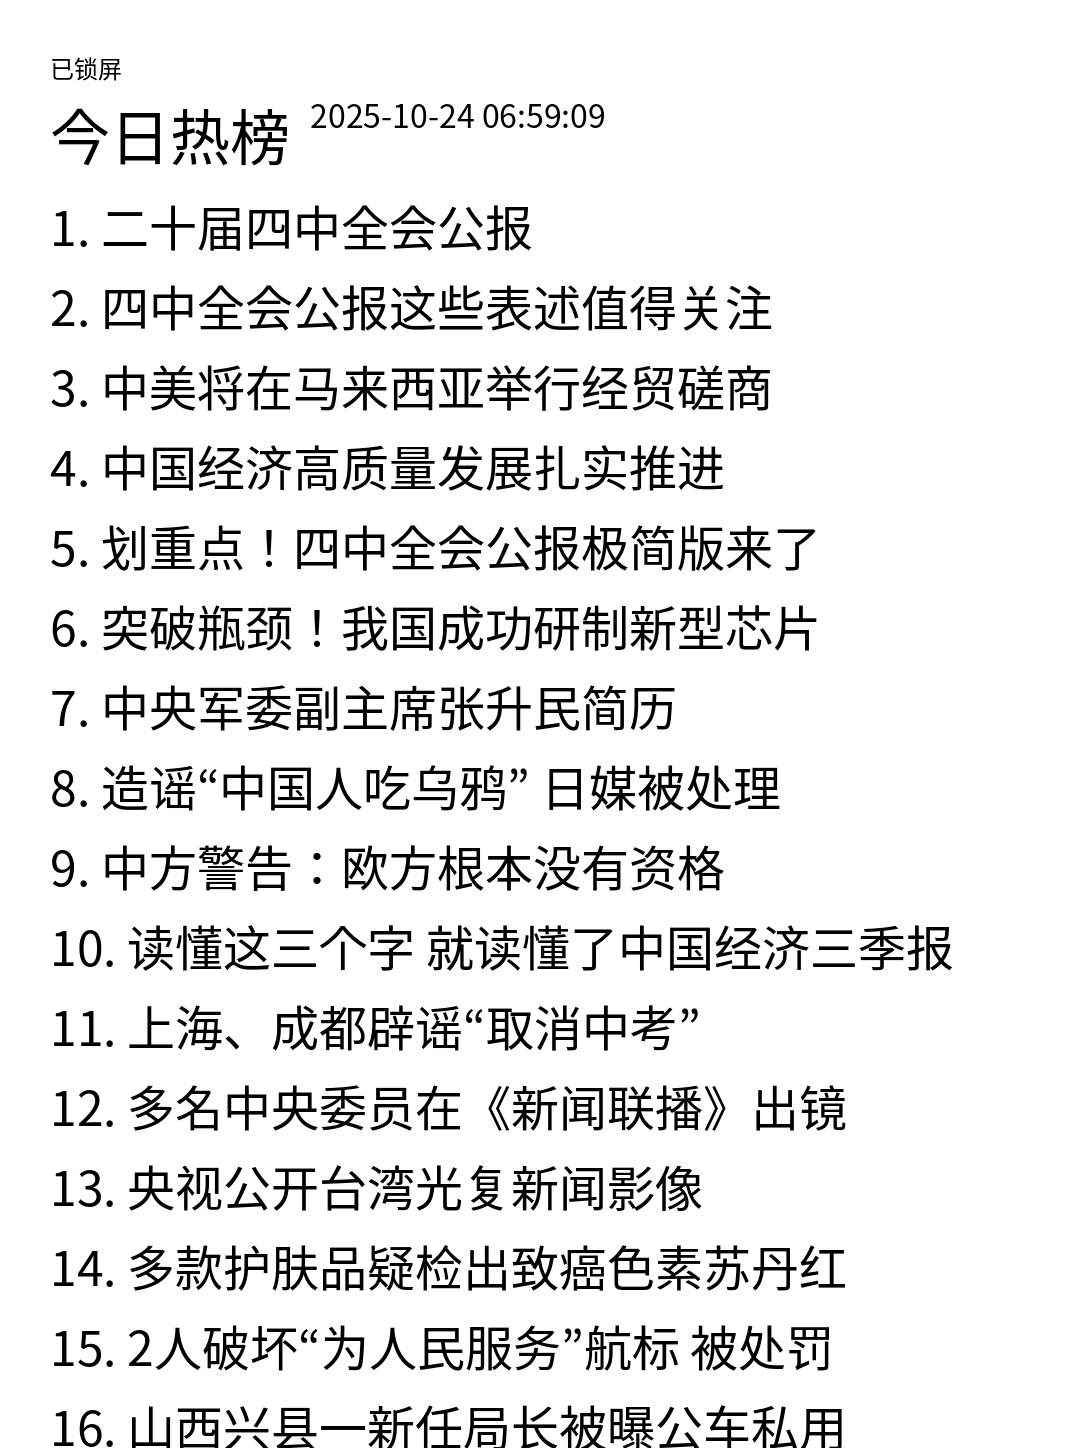 已锁屏
今日热榜 2025-10-24 06:59:09
1. 二十届四中全会公报
2. 四中全会公报这些表述值得关注
3. 中美将在马来西亚举行经贸磋商
4. 中国经济高质量发展扎实推进
5. 划重点！四中全会公报极简版来了
6. 突破瓶颈！我国成功研制新型芯片
7. 中央军委副主席张升民简历
8. 造谣“中国人吃乌鸦” 日媒被处理
9. 中方警告：欧方根本没有资格
10. 读懂这三个字 就读懂了中国经济三季报
11. 上海、成都辟谣“取消中考”
12. 多名中央委员在《新闻联播》出镜
13. 央视公开台湾光复新闻影像
14. 多款护肤品疑检出致癌色素苏丹红
15. 2人破坏“为人民服务”航标 被处罚
16. 山西兴县一新任局长被曝公车私用